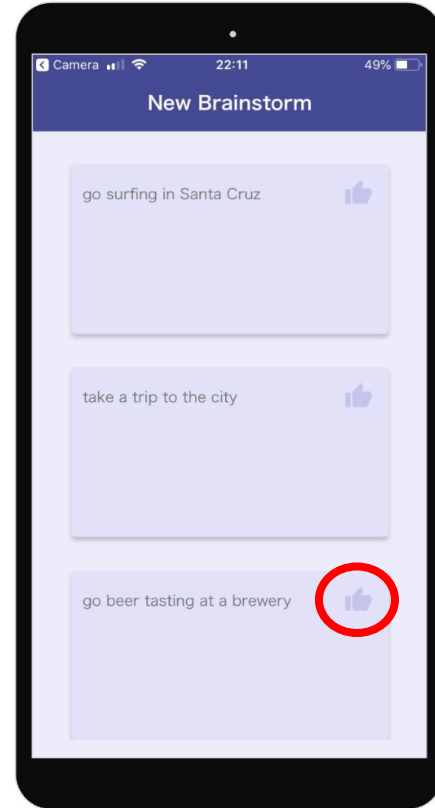 Camera 22:11 49%
New Brainstorm
go surfing in Santa Cruz
take a trip to the city
go beer tasting at a brewery